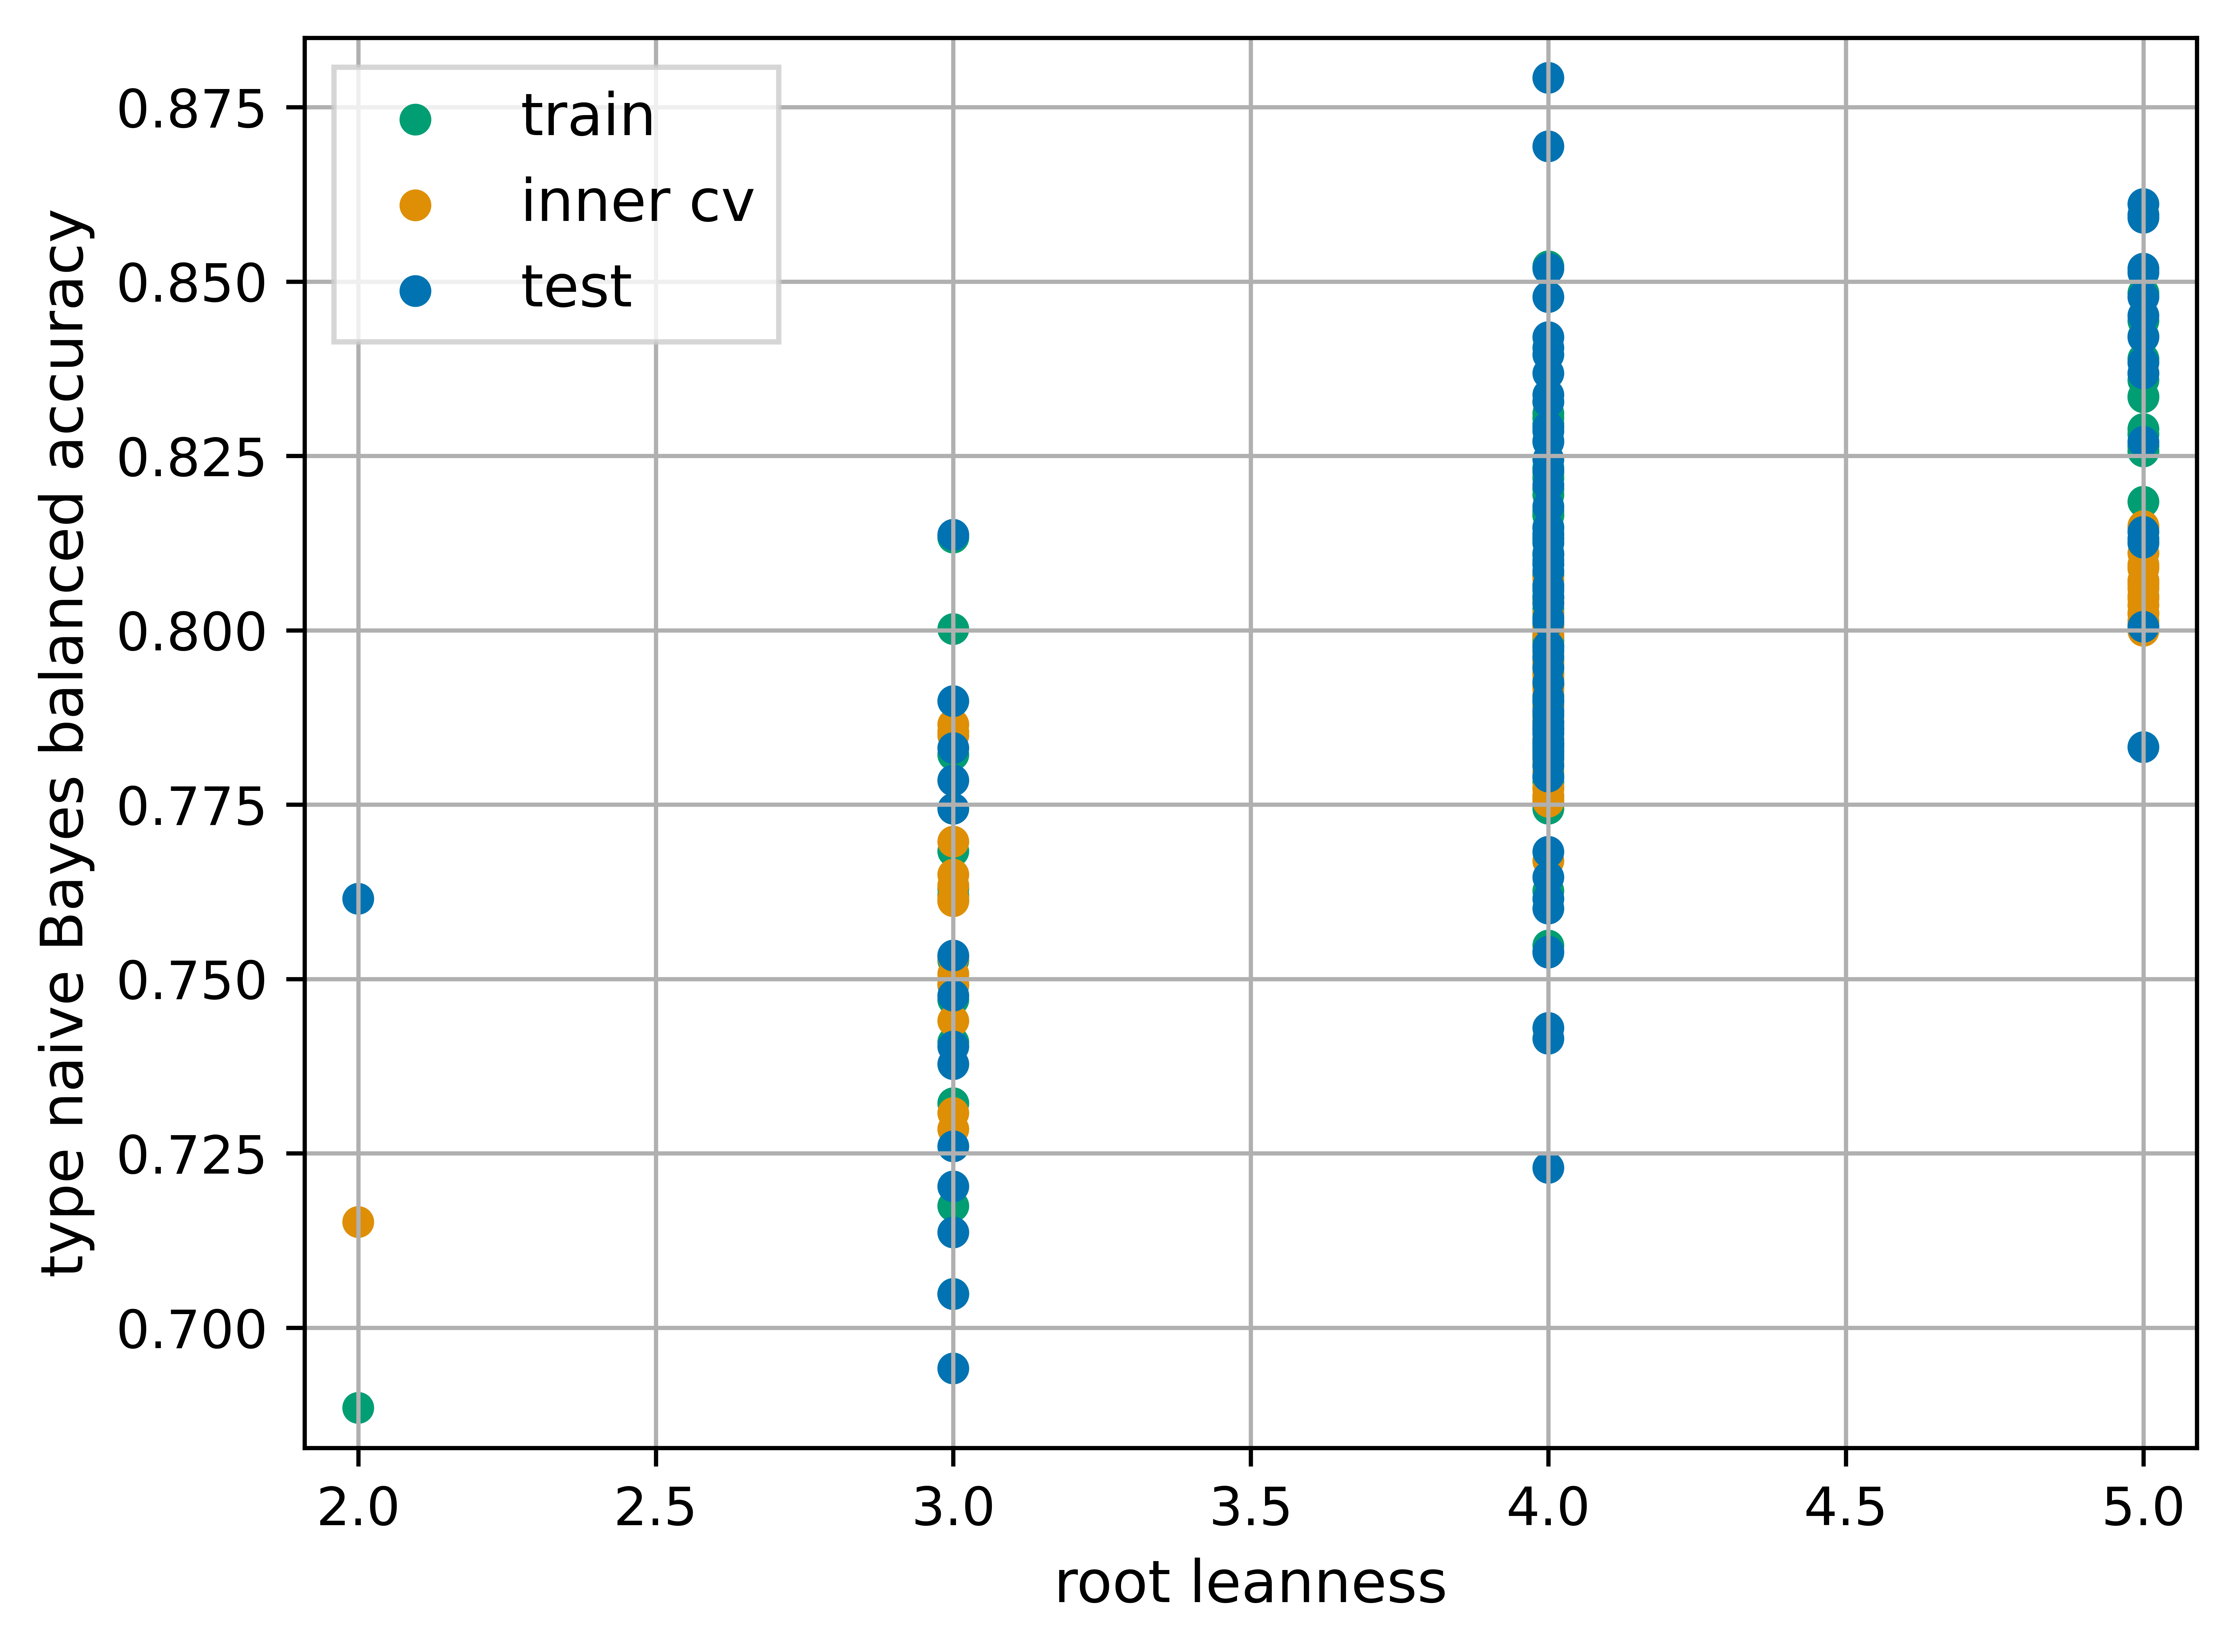 train
inner cv
test
type naive Bayes balanced accuracy
0.875
0.850
0.825
0.800
0.775
0.750
0.725
0.700
2.0 2.5 3.0 3.5 4.0 4.5 5.0
root leanness